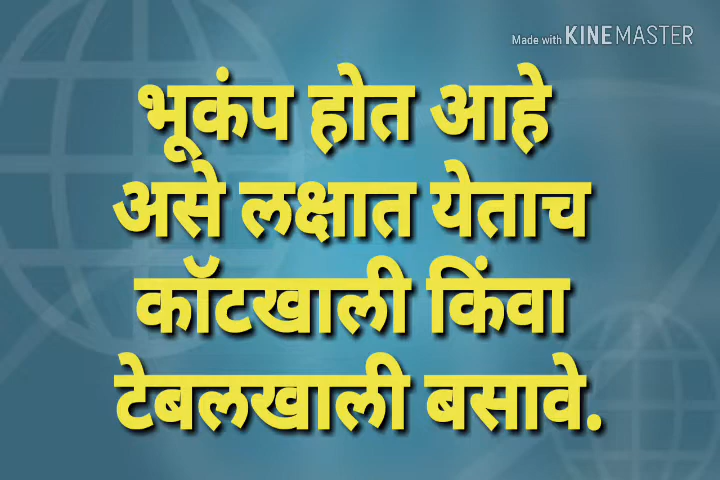 Made with KINEMASTER
भूकंप होत आहे
असे लक्षात येताच
कॉटखाली किंवा
टेबलखाली बसावे.